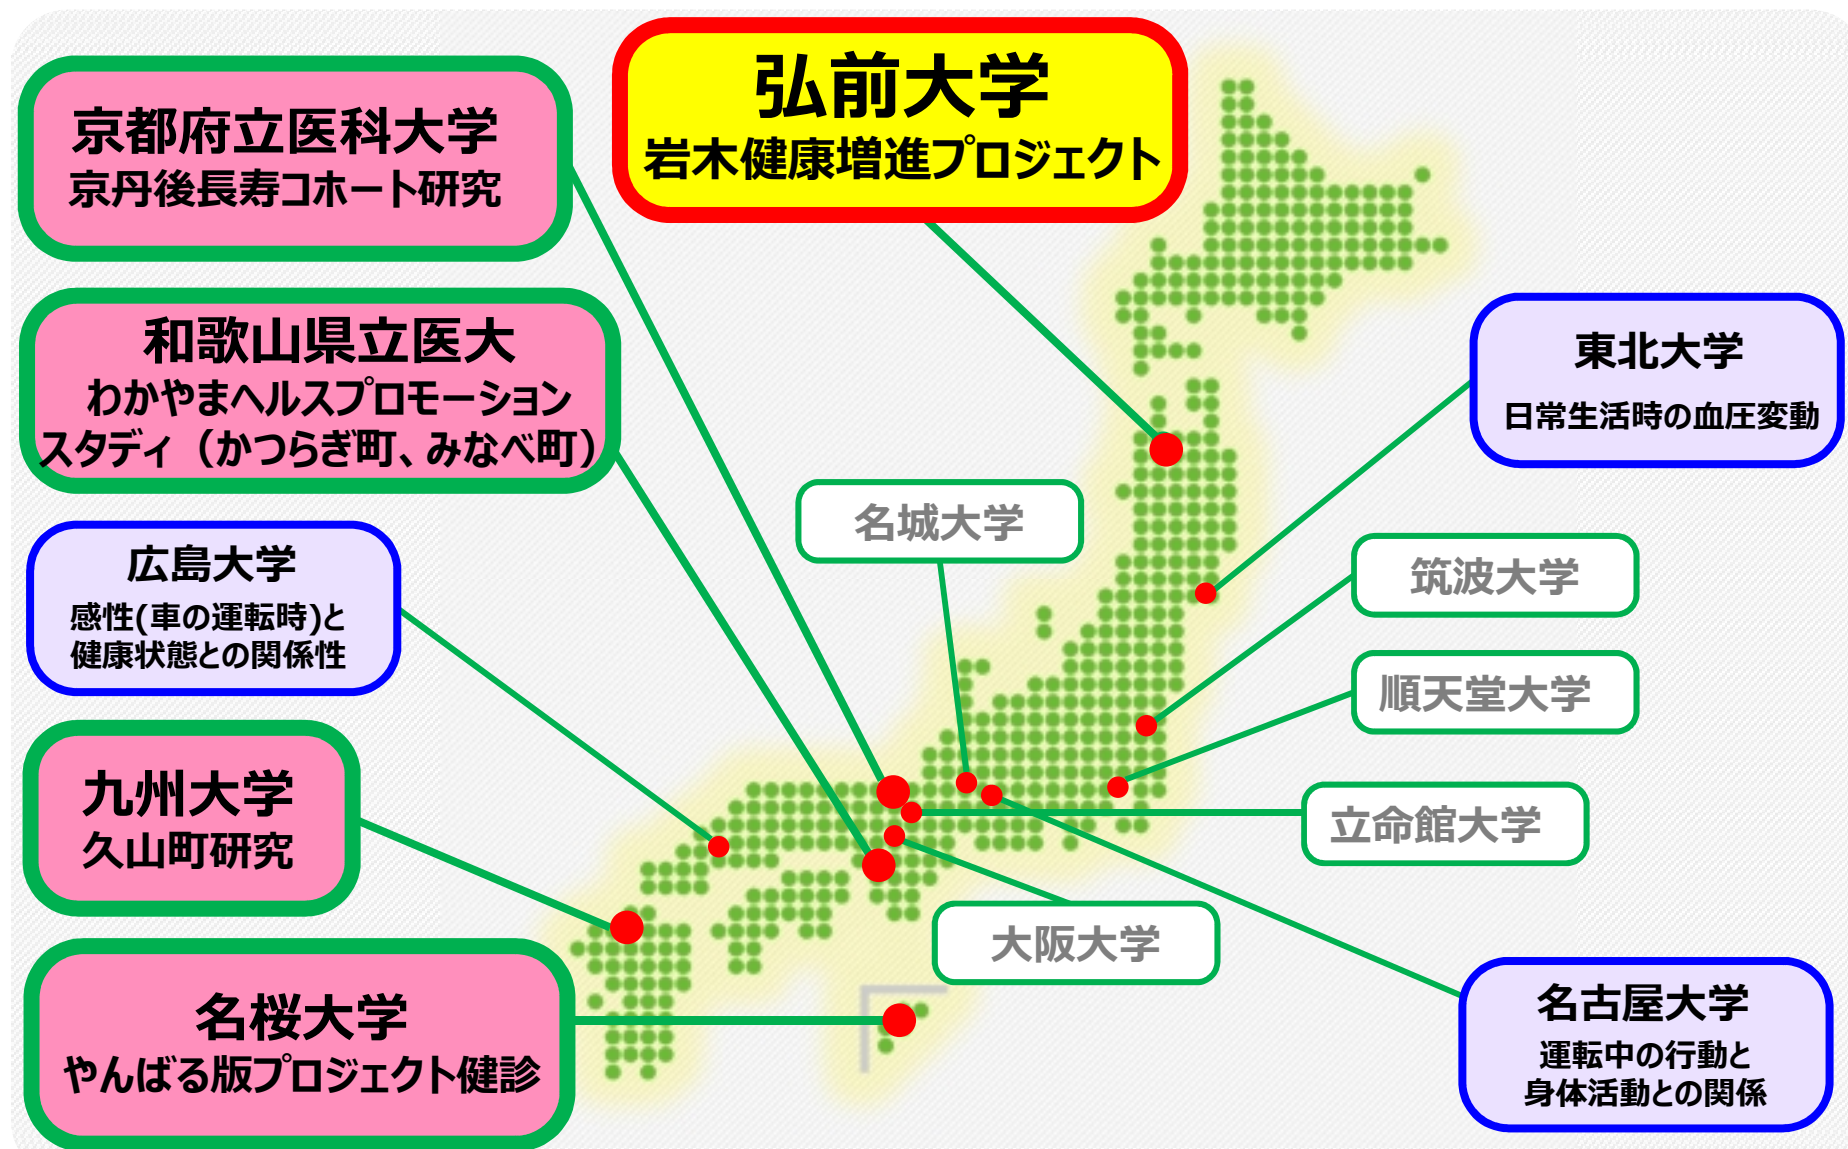 弘前大学
岩木健康増進プロジェクト
京都府立医科大学
京丹後長寿コホート研究
和歌山県立医大
わかやまヘルスプロモーション
スタディ（かつらぎ町、みなべ町）
広島大学
感性(車の運転時)と
健康状態との関係性
九州大学
久山町研究
名桜大学
やんばる版プロジェクト健診
名城大学
東北大学
日常生活時の血圧変動
筑波大学
順天堂大学
立命館大学
大阪大学
名古屋大学
運転中の行動と
身体活動との関係